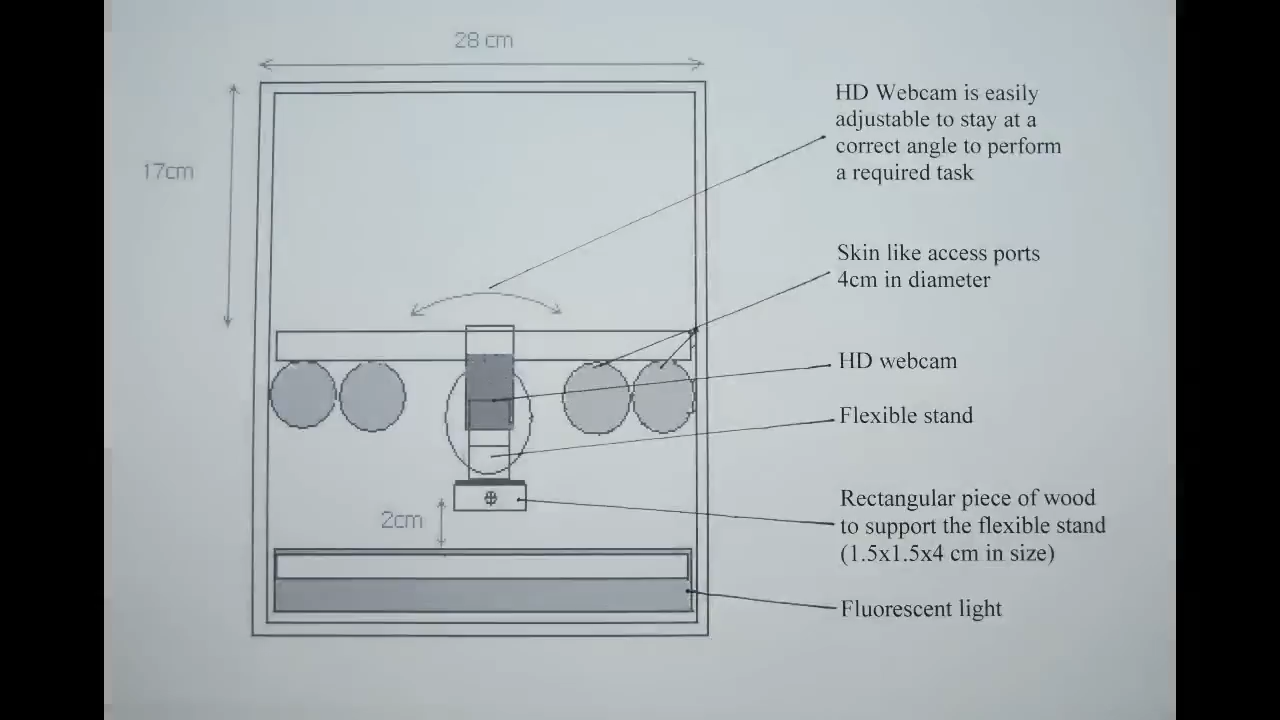 28 cm
17cm
HD Webcam is easily
adjustable to stay at a
correct angle to perform
a required task
Skin like access ports
4cm in diameter
HD webcam
Flexible stand
Rectangular piece of wood
to support the flexible stand
(1.5x1.5x4 cm in size)
2cm
Fluorescent light